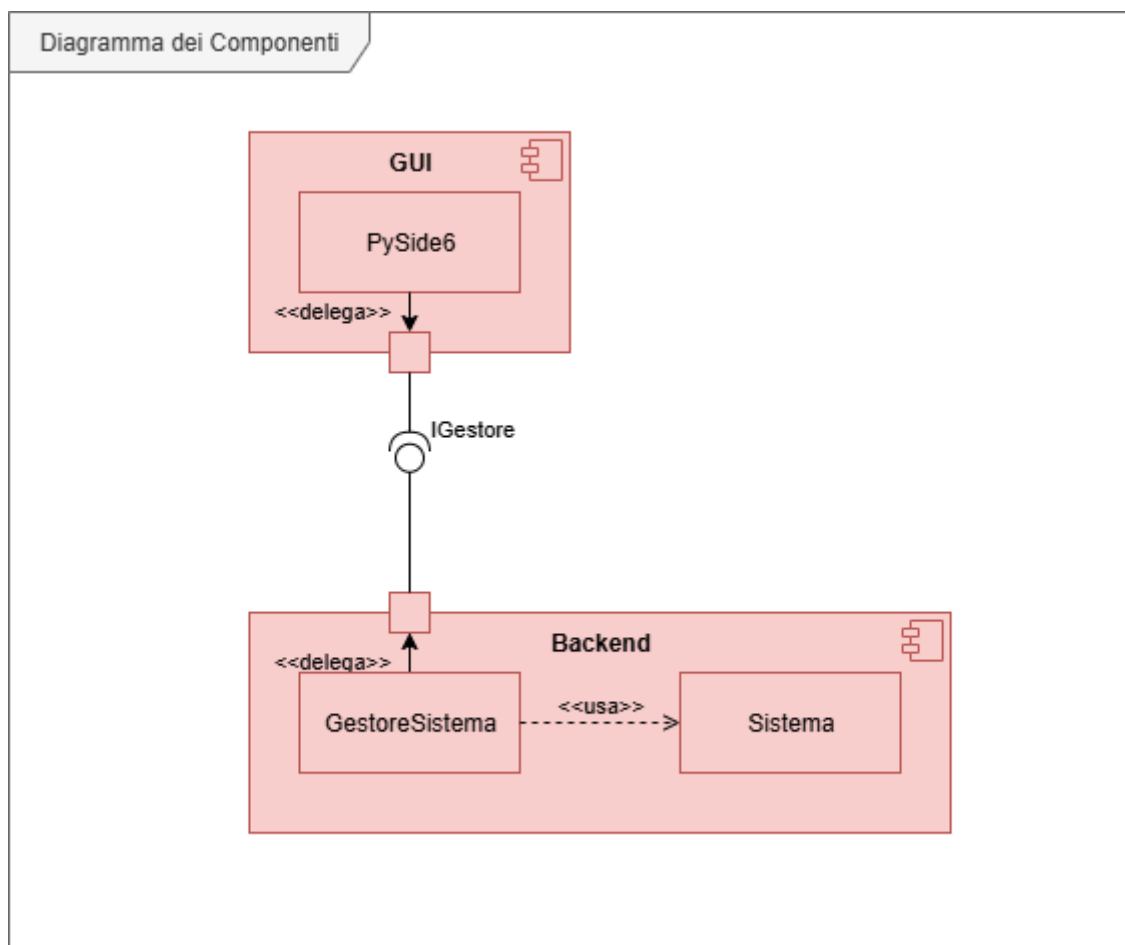 Diagramma dei Componenti
GUI
PySide6
<<delega>>
IGestore
Backend
<<delega>>
GestoreSistema
<<usa>>
Sistema